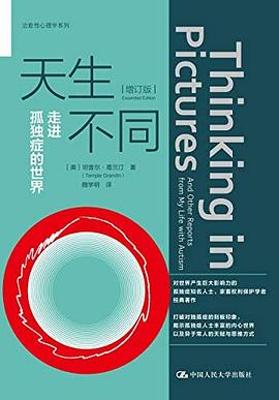 治愈性心理学系列
天生
不同
[增订版]
Expanded Edition
走进
孤独症的世界
[美] 坦普尔·葛兰汀 著
(Temple Grandin)
魏学明 译
Thinking in
Pictures
And Other Reports
from My Life with Autism
对世界产生巨大影响力的
孤独症知名人士、家畜权利保护学者
经典著作
打破对孤独症的刻板印象,
揭示孤独症人士丰富的内心世界
以及异于常人的天赋与思维方式
中国人民大学出版社